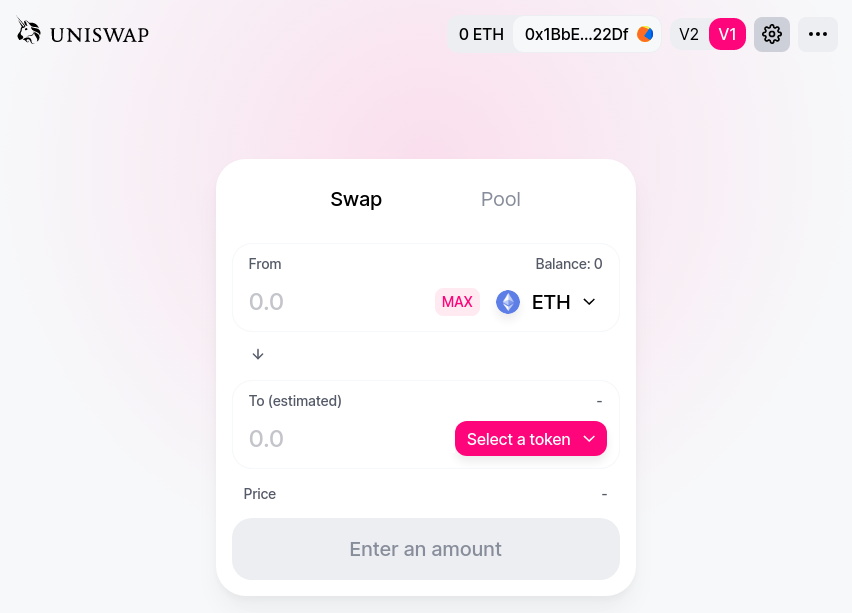 UNISWAP
0 ETH 0x1BbE...22Df V2 V1
Swap Pool
From Balance: 0
0.0 MAX ETH
To (estimated) -
0.0 Select a token
Price -
Enter an amount